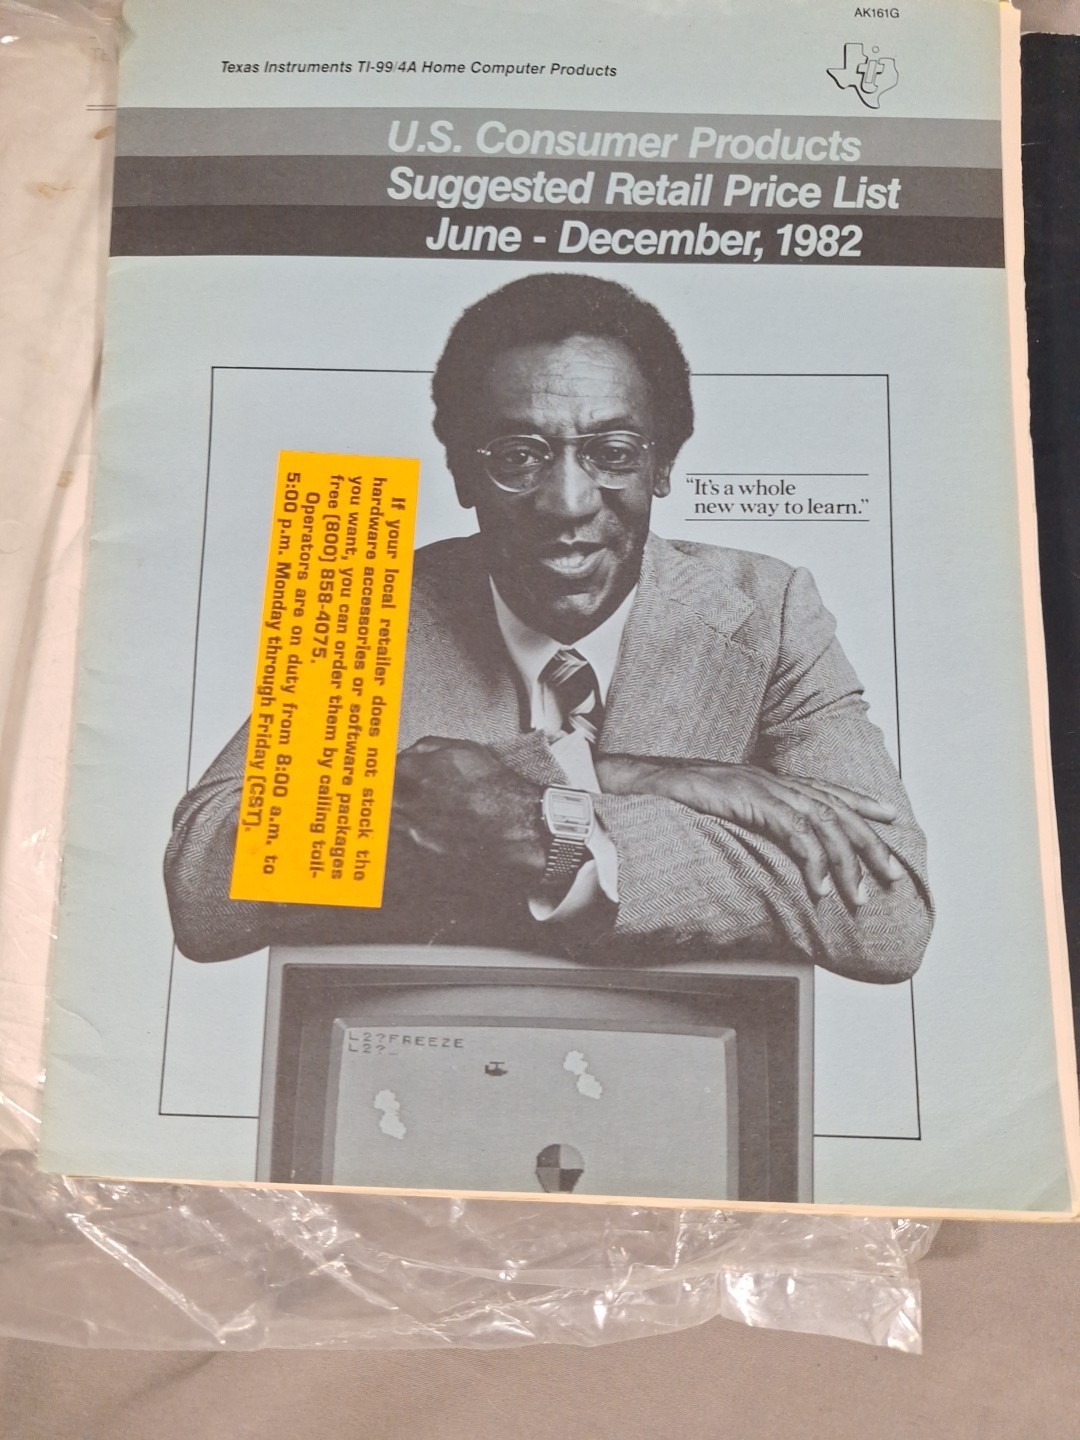 AK161G
Texas Instruments TI-99/4A Home Computer Products
U.S. Consumer Products
Suggested Retail Price List
June - December, 1982
“It's a whole
new way to learn.”
If your local retailer does not stock the
hardware accessories or software packages
you want, you can order them by calling toll-
free (800) 858-4075.
Operators are on duty from 8:00 a.m. to
5:00 p.m. Monday through Friday (CST).
L2?FREEZE
L2?_